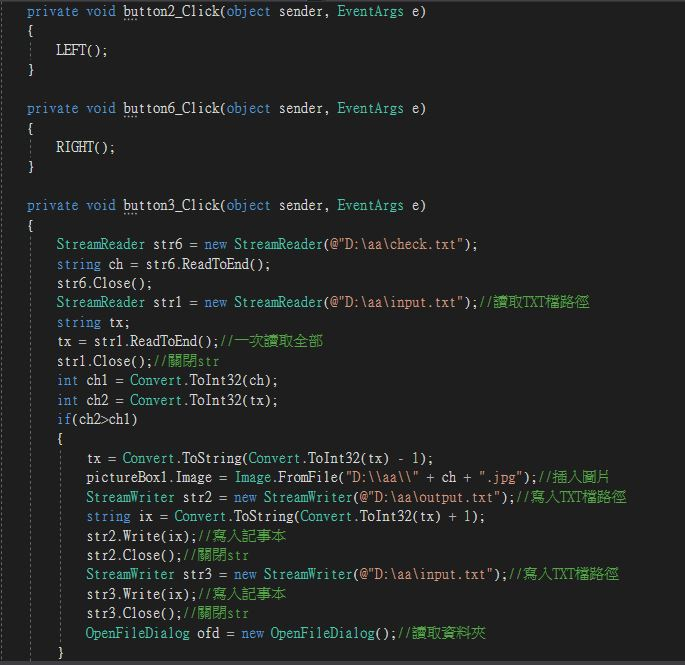 private void button2_Click(object sender, EventArgs e)
{
LEFT();
}
private void button6_Click(object sender, EventArgs e)
{
RIGHT();
}
private void button3_Click(object sender, EventArgs e)
{
StreamReader str6 = new StreamReader(@"D:\aa\check.txt");
string ch = str6.ReadToEnd();
str6.Close();
StreamReader str1 = new StreamReader(@"D:\aa\input.txt");//讀取TXT檔路徑
string tx;
tx = str1.ReadToEnd();//一次讀取全部
str1.Close();//關閉str
int ch1 = Convert.ToInt32(ch);
int ch2 = Convert.ToInt32(tx);
if(ch2>ch1)
{
tx = Convert.ToString(Convert.ToInt32(tx) - 1);
pictureBox1.Image = Image.FromFile("D:\\aa\\" + ch + ".jpg");//插入圖片
StreamWriter str2 = new StreamWriter(@"D:\aa\output.txt");//寫入TXT檔路徑
string ix = Convert.ToString(Convert.ToInt32(tx) + 1);
str2.Write(ix);//寫入記事本
str2.Close();//關閉str
StreamWriter str3 = new StreamWriter(@"D:\aa\input.txt");//寫入TXT檔路徑
str3.Write(ix);//寫入記事本
str3.Close();//關閉str
OpenFileDialog ofd = new OpenFileDialog();//讀取資料夾
}